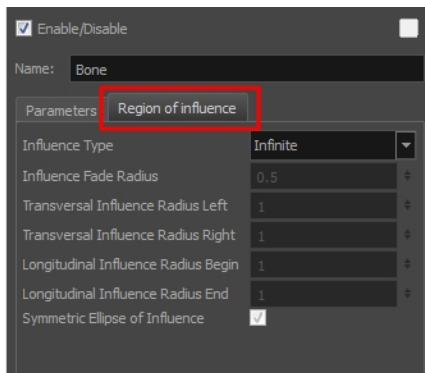 Enable/Disable
Name: Bone
Parameters Region of influence
Influence Type Infinite
Influence Fade Radius 0.5
Transversal Influence Radius Left 1
Transversal Influence Radius Right 1
Longitudinal Influence Radius Begin 1
Longitudinal Influence Radius End 1
Symmetric Ellipse of Influence